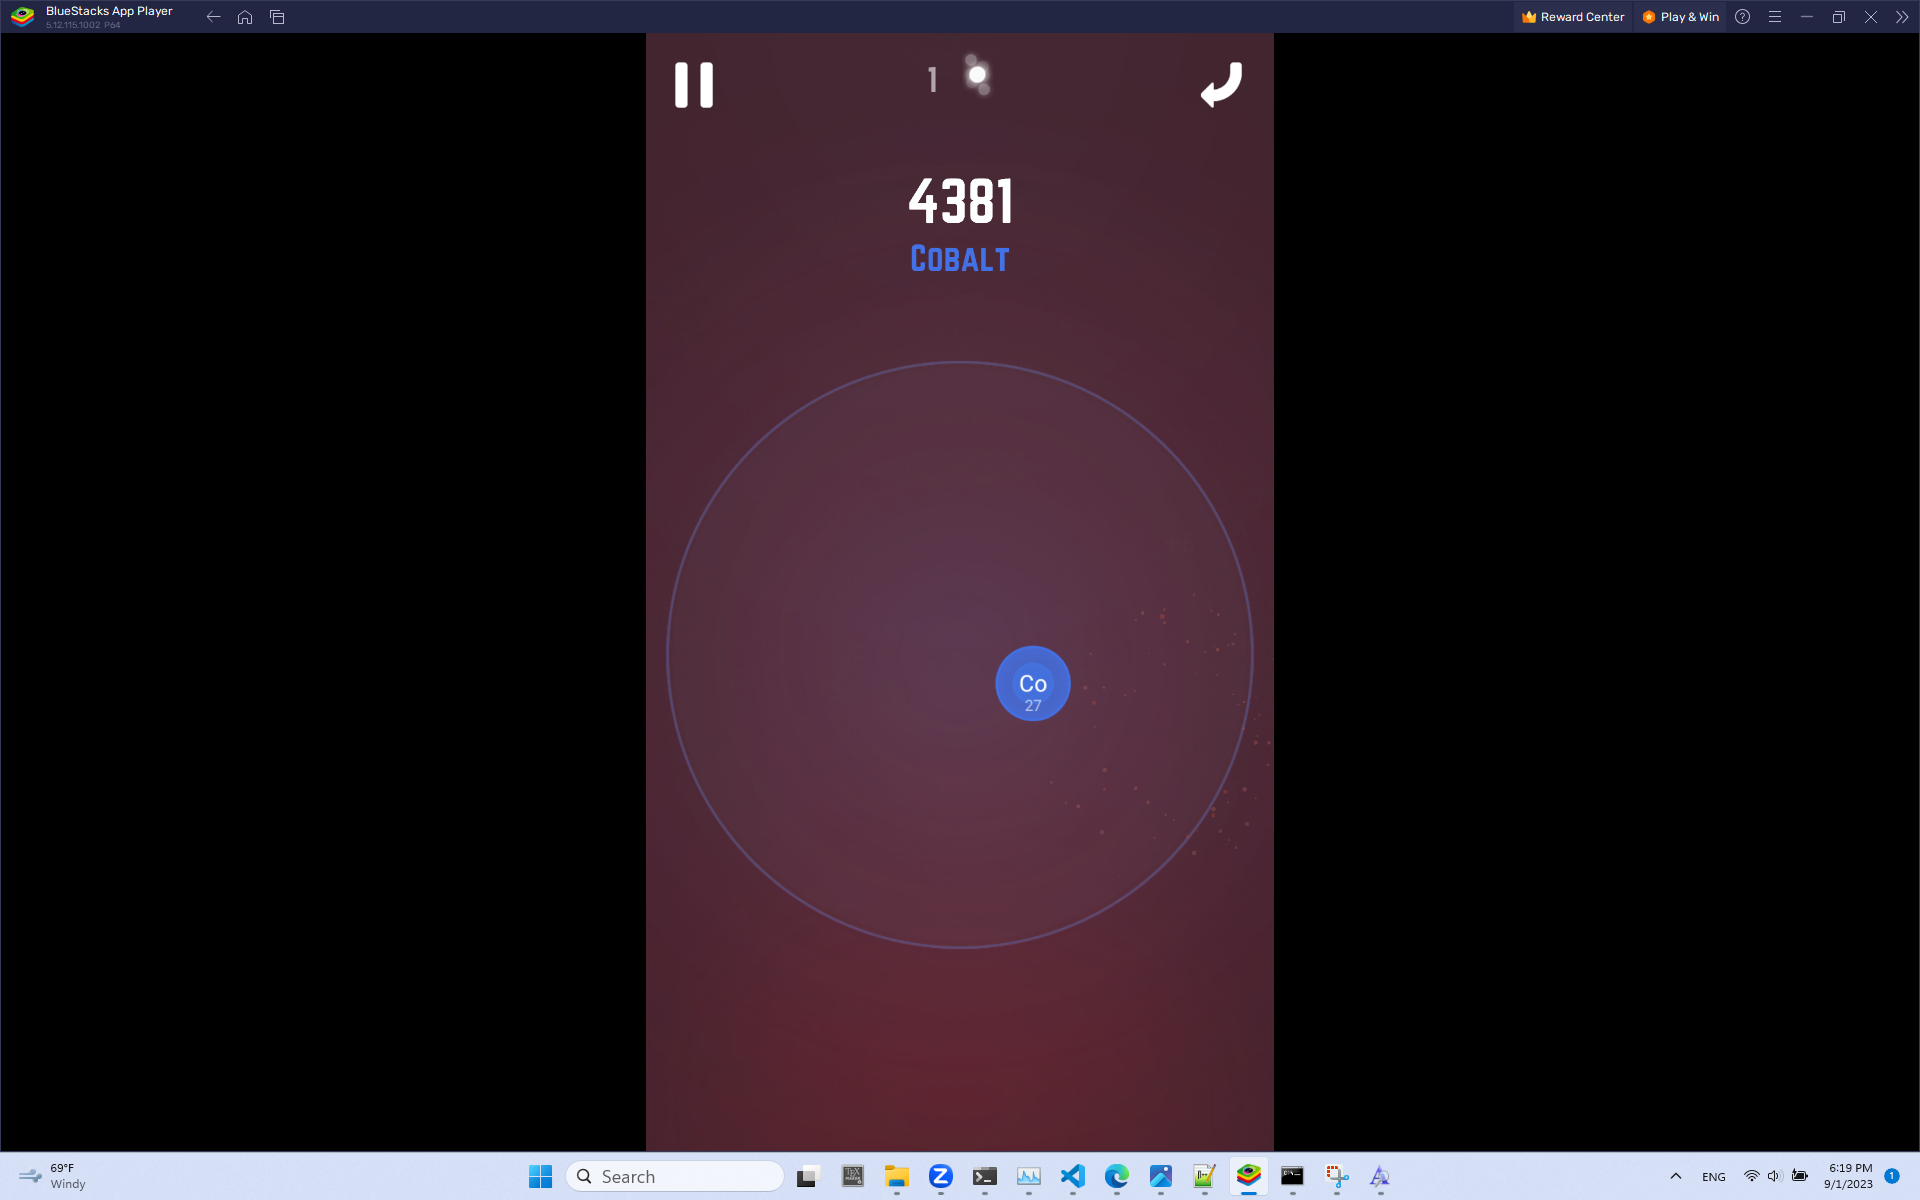 BlueStacks App Player
5.12.115.1002 P64
Reward Center
Play & Win
1
4381
COBALT
Co
27
69°F
Windy
Search
ENG
6:19 PM
9/1/2023
1